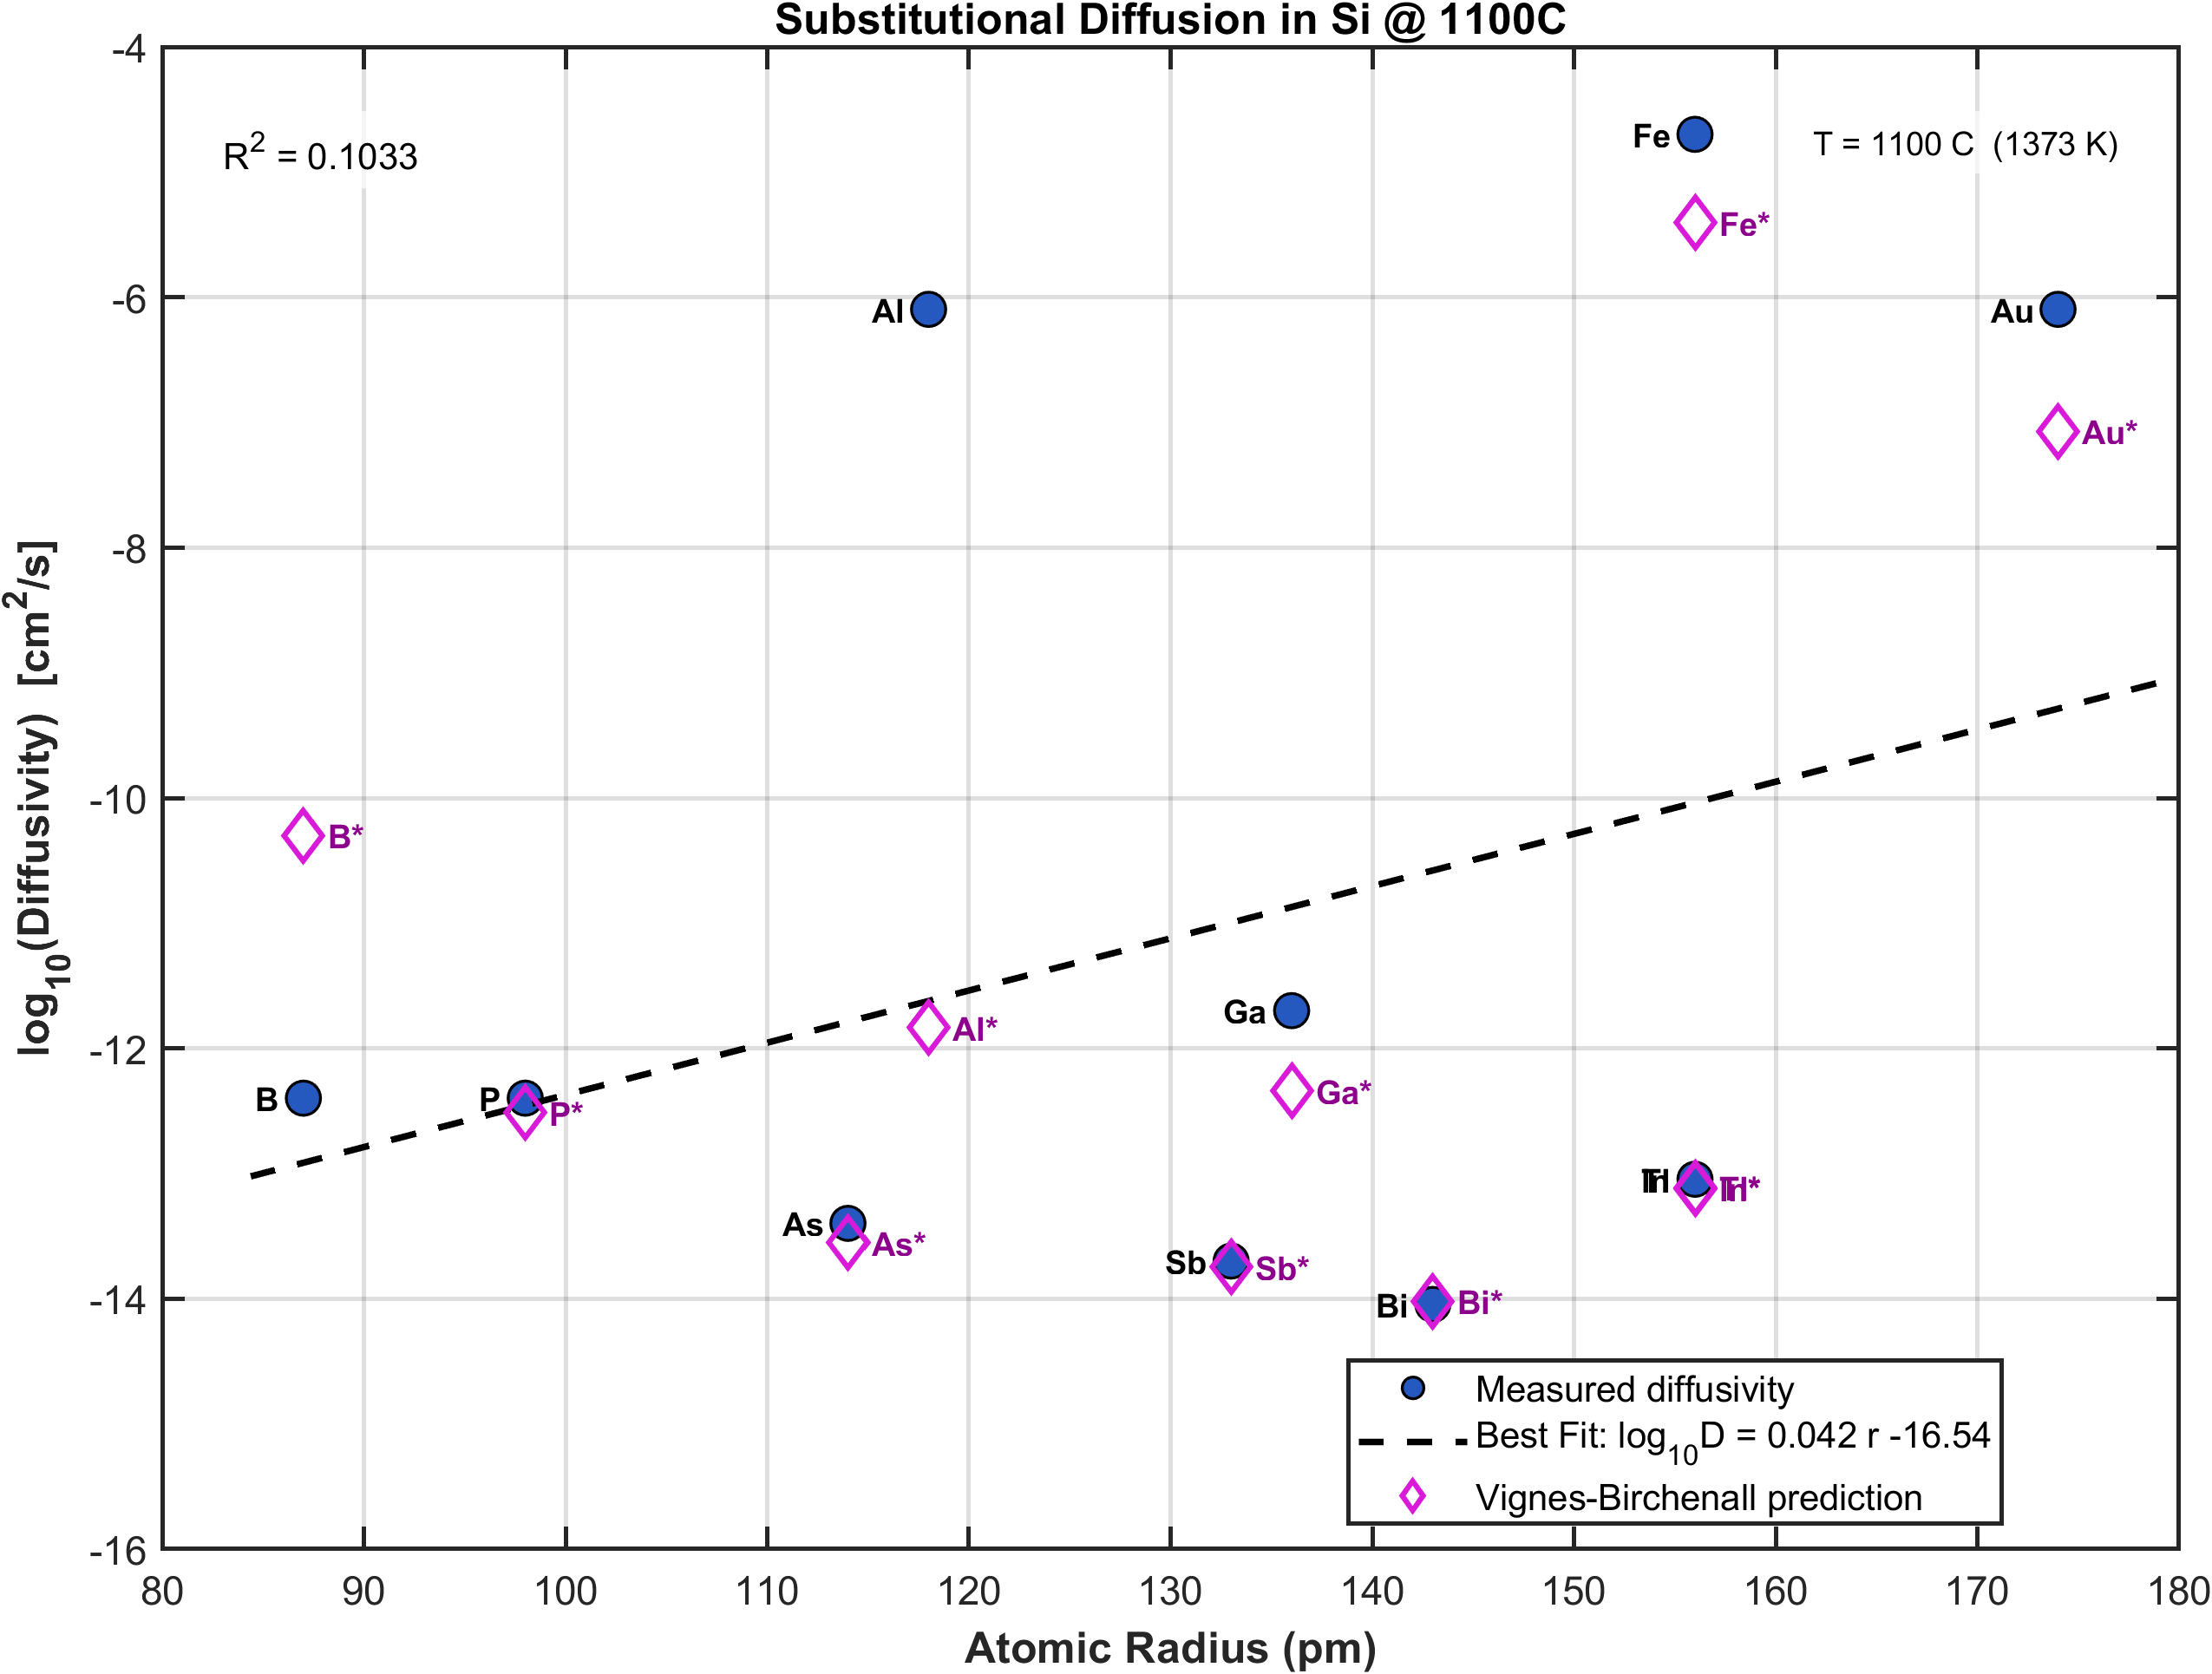 Substitutional Diffusion in Si @ 1100C
-4
-6
-8
-10
-12
-14
-16
log10(Diffusivity) [cm2/s]
R2 = 0.1033
T = 1100 C (1373 K)
Fe
Fe*
Al
Au
Au*
B*
Al*
Ga
Ga*
B
P
P*
As
As*
Sb
Sb*
Bi
Bi*
Measured diffusivity
Best Fit: log10D = 0.042 r -16.54
Vignes-Birchenall prediction
80 90 100 110 120 130 140 150 160 170 180
Atomic Radius (pm)